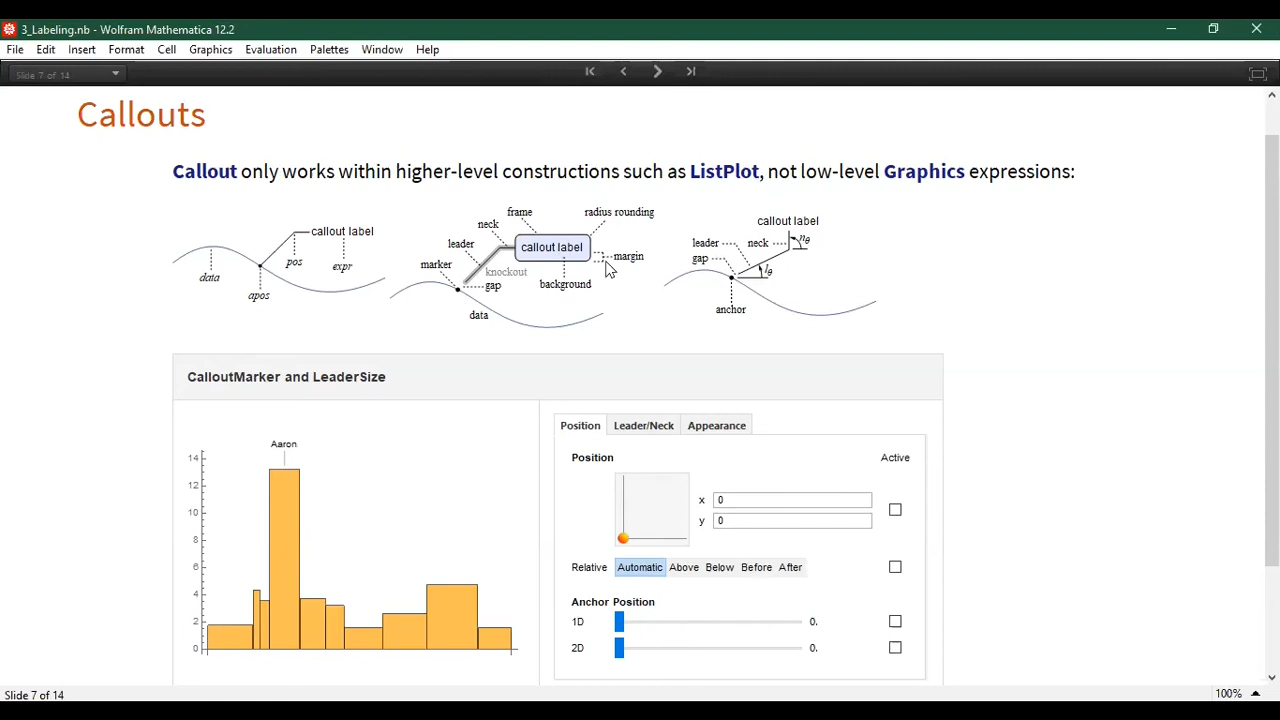 3_Labeling.nb - Wolfram Mathematica 12.2
File Edit Insert Format Cell Graphics Evaluation Palettes Window Help
Slide 7 of 14
Callouts
Callout only works within higher-level constructions such as ListPlot, not low-level Graphics expressions:
callout label
pos
expr
data
apos
frame
radius rounding
neck
leader
callout label
margin
marker
knockout
gap
background
data
callout label
leader
neck
nθ
gap
lθ
anchor
CalloutMarker and LeaderSize
Aaron
14
12
10
8
6
4
2
0
Position Leader/Neck Appearance
Position Active
x 0
y 0
Relative Automatic Above Below Before After
Anchor Position
1D 0.
2D 0.
Slide 7 of 14
100%